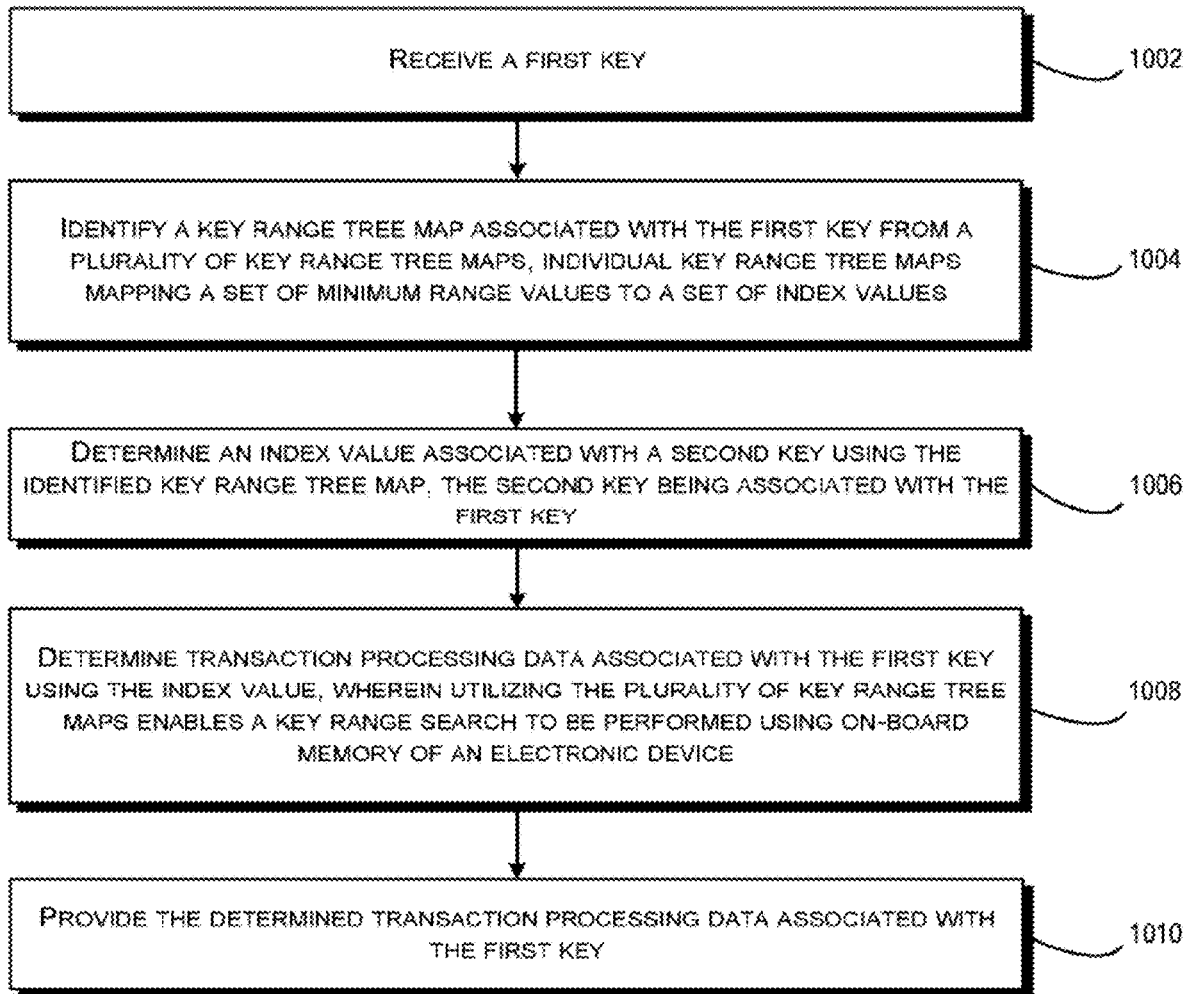 RECEIVE A FIRST KEY
1002
IDENTIFY A KEY RANGE TREE MAP ASSOCIATED WITH THE FIRST KEY FROM A
PLURALITY OF KEY RANGE TREE MAPS, INDIVIDUAL KEY RANGE TREE MAPS
MAPPING A SET OF MINIMUM RANGE VALUES TO A SET OF INDEX VALUES
1004
DETERMINE AN INDEX VALUE ASSOCIATED WITH A SECOND KEY USING THE
IDENTIFIED KEY RANGE TREE MAP, THE SECOND KEY BEING ASSOCIATED WITH THE
FIRST KEY
1006
DETERMINE TRANSACTION PROCESSING DATA ASSOCIATED WITH THE FIRST KEY
USING THE INDEX VALUE, WHEREIN UTILIZING THE PLURALITY OF KEY RANGE TREE
MAPS ENABLES A KEY RANGE SEARCH TO BE PERFORMED USING ON-BOARD
MEMORY OF AN ELECTRONIC DEVICE
1008
PROVIDE THE DETERMINED TRANSACTION PROCESSING DATA ASSOCIATED WITH
THE FIRST KEY
1010